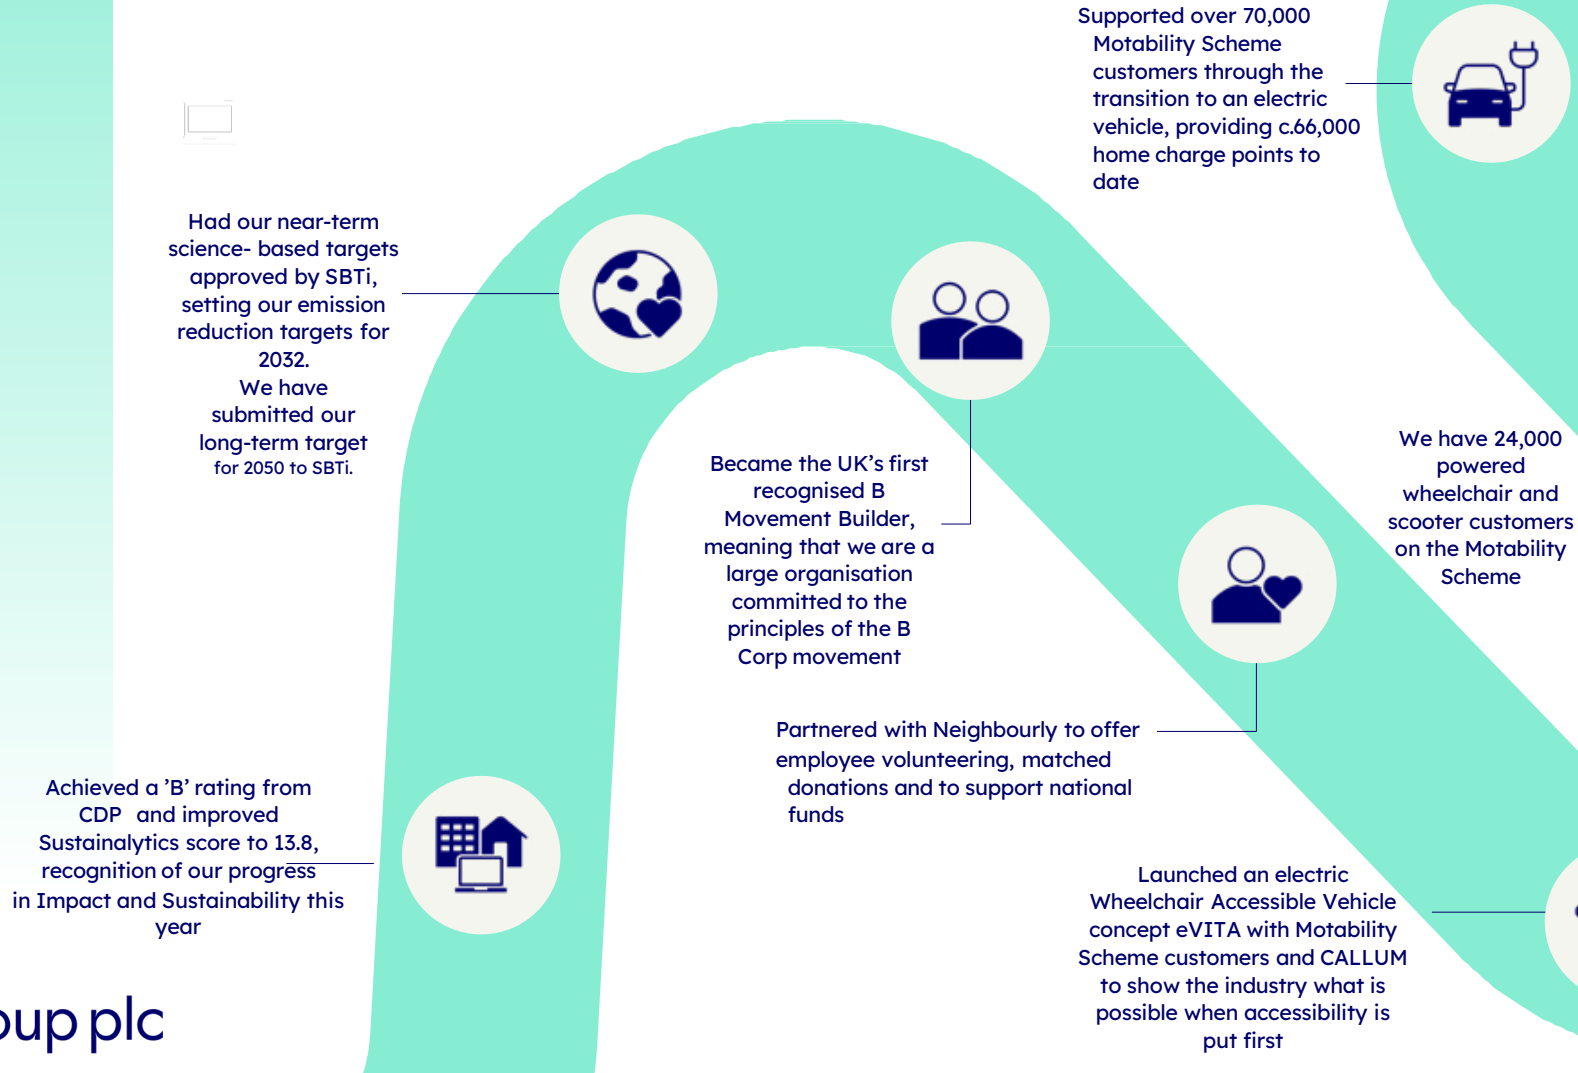 Supported over 70,000
Motability Scheme
customers through the
transition to an electric
vehicle, providing c.66,000
home charge points to
date
Had our near-term
science- based targets
approved by SBTi,
setting our emission
reduction targets for
2032.
We have
submitted our
long-term target
for 2050 to SBTi.
Became the UK’s first
recognised B
Movement Builder,
meaning that we are a
large organisation
committed to the
principles of the B
Corp movement
We have 24,000
powered
wheelchair and
scooter customers
on the Motability
Scheme
Partnered with Neighbourly to offer
employee volunteering, matched
donations and to support national
funds
Achieved a ’B’ rating from
CDP and improved
Sustainalytics score to 13.8,
recognition of our progress
in Impact and Sustainability this
year
Launched an electric
Wheelchair Accessible Vehicle
concept eVITA with Motability
Scheme customers and CALLUM
to show the industry what is
possible when accessibility is
put first
oup plc